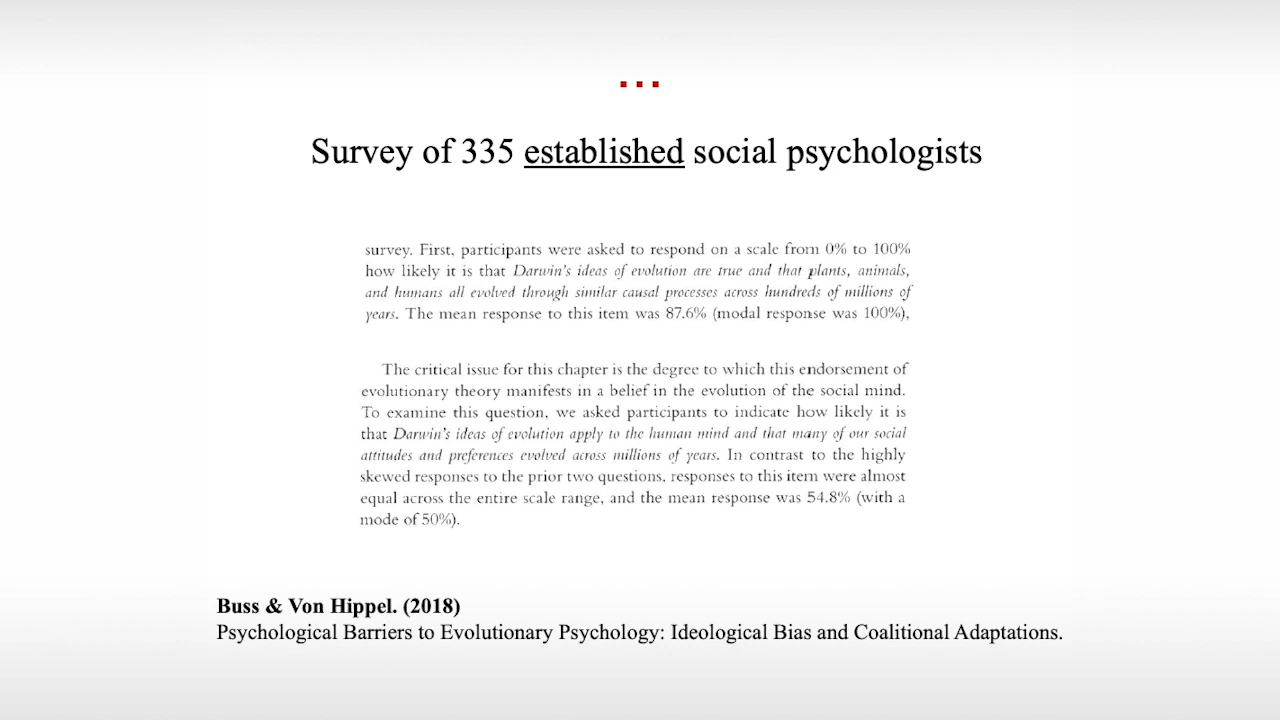 ...
Survey of 335 established social psychologists
survey. First, participants were asked to respond on a scale from 0% to 100%
how likely it is that Darwin's ideas of evolution are true and that plants, animals,
and humans all evolved through similar causal processes across hundreds of millions of
years. The mean response to this item was 87.6% (modal response was 100%),
The critical issue for this chapter is the degree to which this endorsement of
evolutionary theory manifests in a belief in the evolution of the social mind.
To examine this question, we asked participants to indicate how likely it is
that Darwin's ideas of evolution apply to the human mind and that many of our social
attitudes and preferences evolved across millions of years. In contrast to the highly
skewed responses to the prior two questions, responses to this item were almost
equal across the entire scale range, and the mean response was 54.8% (with a
mode of 50%).
Buss & Von Hippel. (2018)
Psychological Barriers to Evolutionary Psychology: Ideological Bias and Coalitional Adaptations.